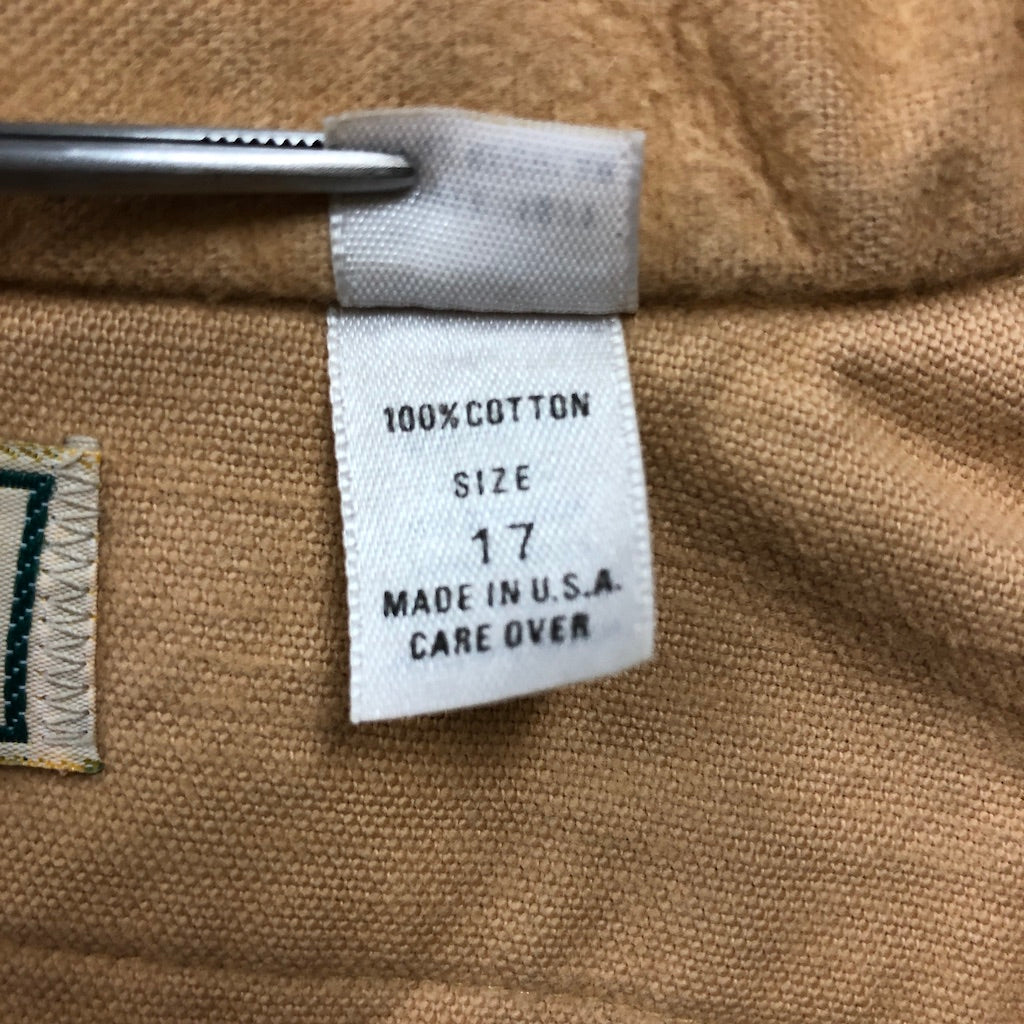 100% COTTON
SIZE
17
MADE IN U.S.A.
CARE OVER